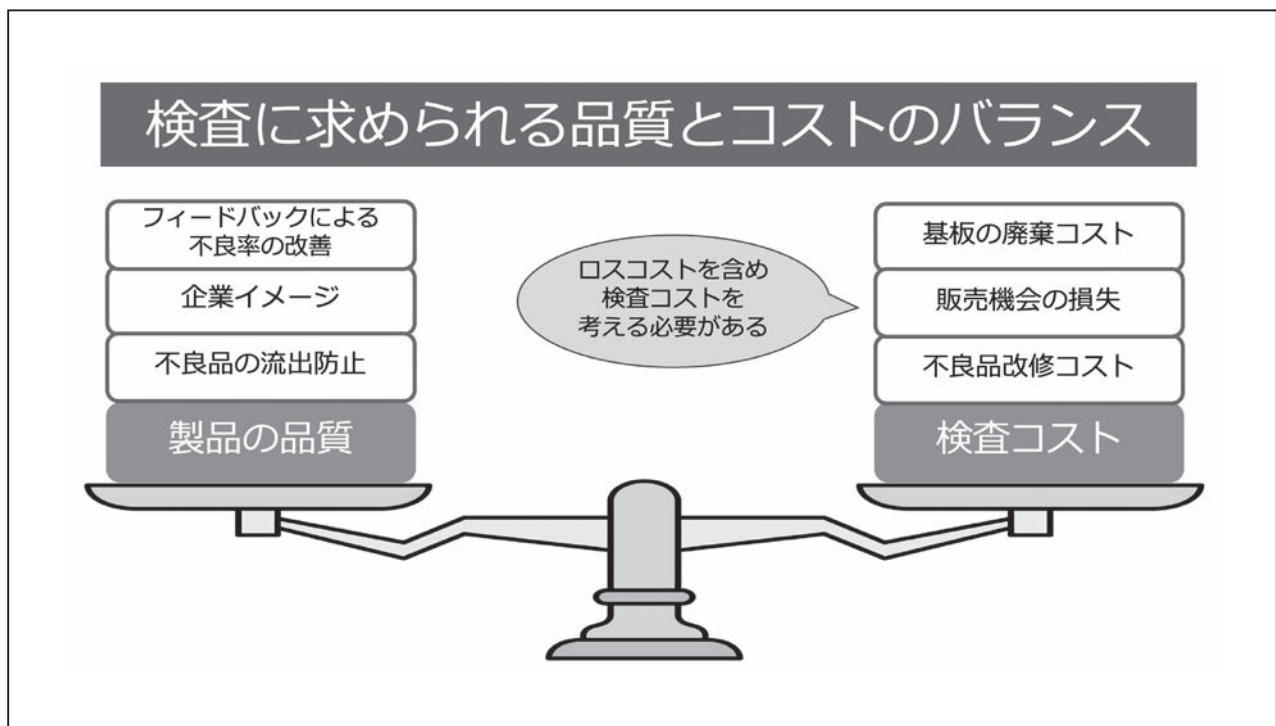 検査に求められる品質とコストのバランス
フィードバックによる
不良率の改善
企業イメージ
不良品の流出防止
製品の品質
ロスコストを含め
検査コストを
考える必要がある
基板の廃棄コスト
販売機会の損失
不良品改修コスト
検査コスト